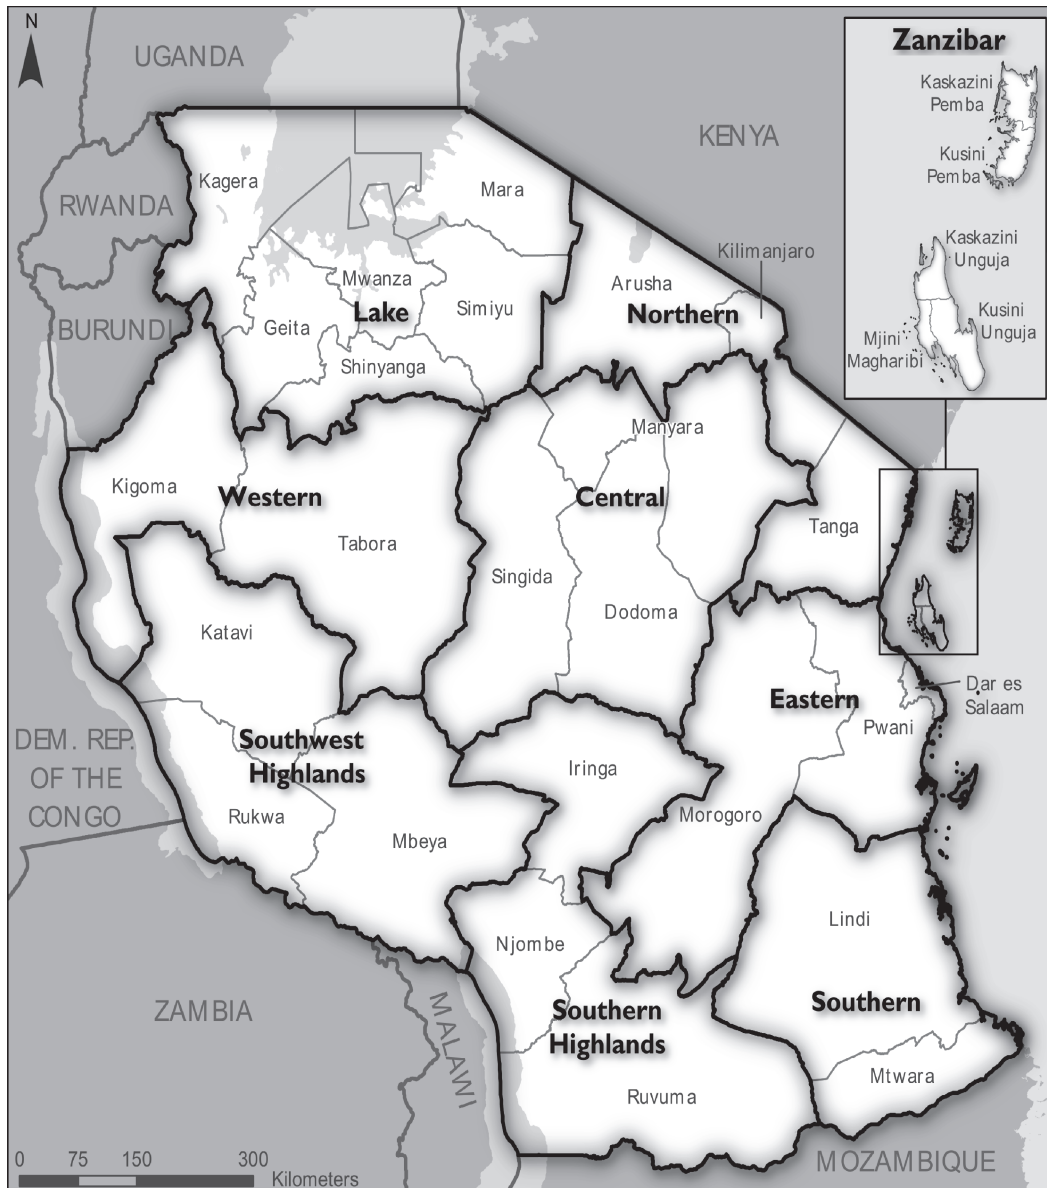 N
UGANDA
Zanzibar
Kaskazini
Pemba
KENYA
Kusini
Pemba
Kagera
Mara
RWANDA
Kaskazini
Unguja
Kilimanjaro
Mwanza
Arusha
Lake
Simiyu
Northern
Kusini
Unguja
BURUNDI
Geita
Mjini
Magharibi
Shinyanga
Manyara
Kigoma
Western
Central
Tanga
Tabora
Singida
Dodoma
Katavi
Dar es
Salaam
Eastern
Pwani
DEM. REP.
OF THE
CONGO
Southwest
Highlands
Iringa
Rukwa
Morogoro
Mbeya
Lindi
Njombe
ZAMBIA
MALAWI
Southern
Highlands
Southern
Mtwara
Ruvuma
MOZAMBIQUE
0 75 150 300
Kilometers